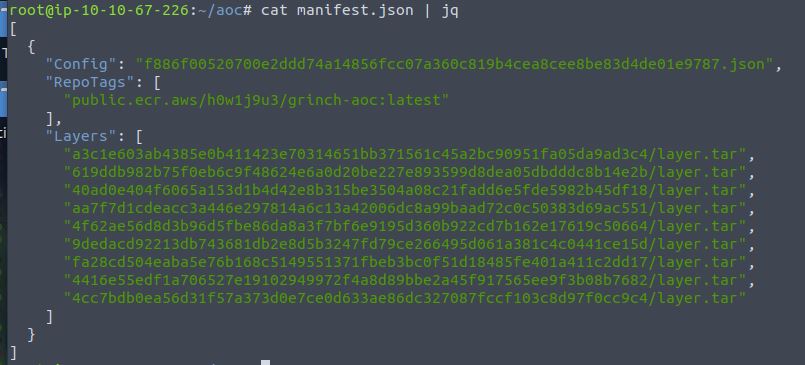 root@ip-10-10-67-226:~/aoc# cat manifest.json | jq
[
  {
    "Config": "f886f00520700e2ddd74a14856fcc07a360c819b4cea8cee8be83d4de01e9787.json",
    "RepoTags": [
      "public.ecr.aws/h0w1j9u3/grinch-aoc:latest"
    ],
    "Layers": [
      "a3c1e603ab4385e0b411423e70314651bb371561c45a2bc90951fa05da9ad3c4/layer.tar",
      "619ddb982b75f0eb6c9f48624e6a0d20be227e893599d8dea05dbdddc8b14e2b/layer.tar",
      "40ad0e404f6065a153d1b4d42e8b315be3504a08c21fadd6e5fde5982b45df18/layer.tar",
      "aa7f7d1cdeacc3a446e297814a6c13a42006dc8a99baad72c0c50383d69ac551/layer.tar",
      "4f62ae56d8d3b96d5fbe86da8a3f7bf6e9195d360b922cd7b162e17619c50664/layer.tar",
      "9dedacd92213db743681db2e8d5b3247fd79ce266495d061a381c4c0441ce15d/layer.tar",
      "fa28cd504eaba5e76b168c5149551371fbeb3bc0f51d18485fe401a411c2dd17/layer.tar",
      "4416e55edf1a706527e19102949972f4a8d89bbe2a45f917565ee9f3b08b7682/layer.tar",
      "4cc7bdb0ea56d31f57a373d0e7ce0d633ae86dc327087fccf103c8d97f0cc9c4/layer.tar"
    ]
  }
]